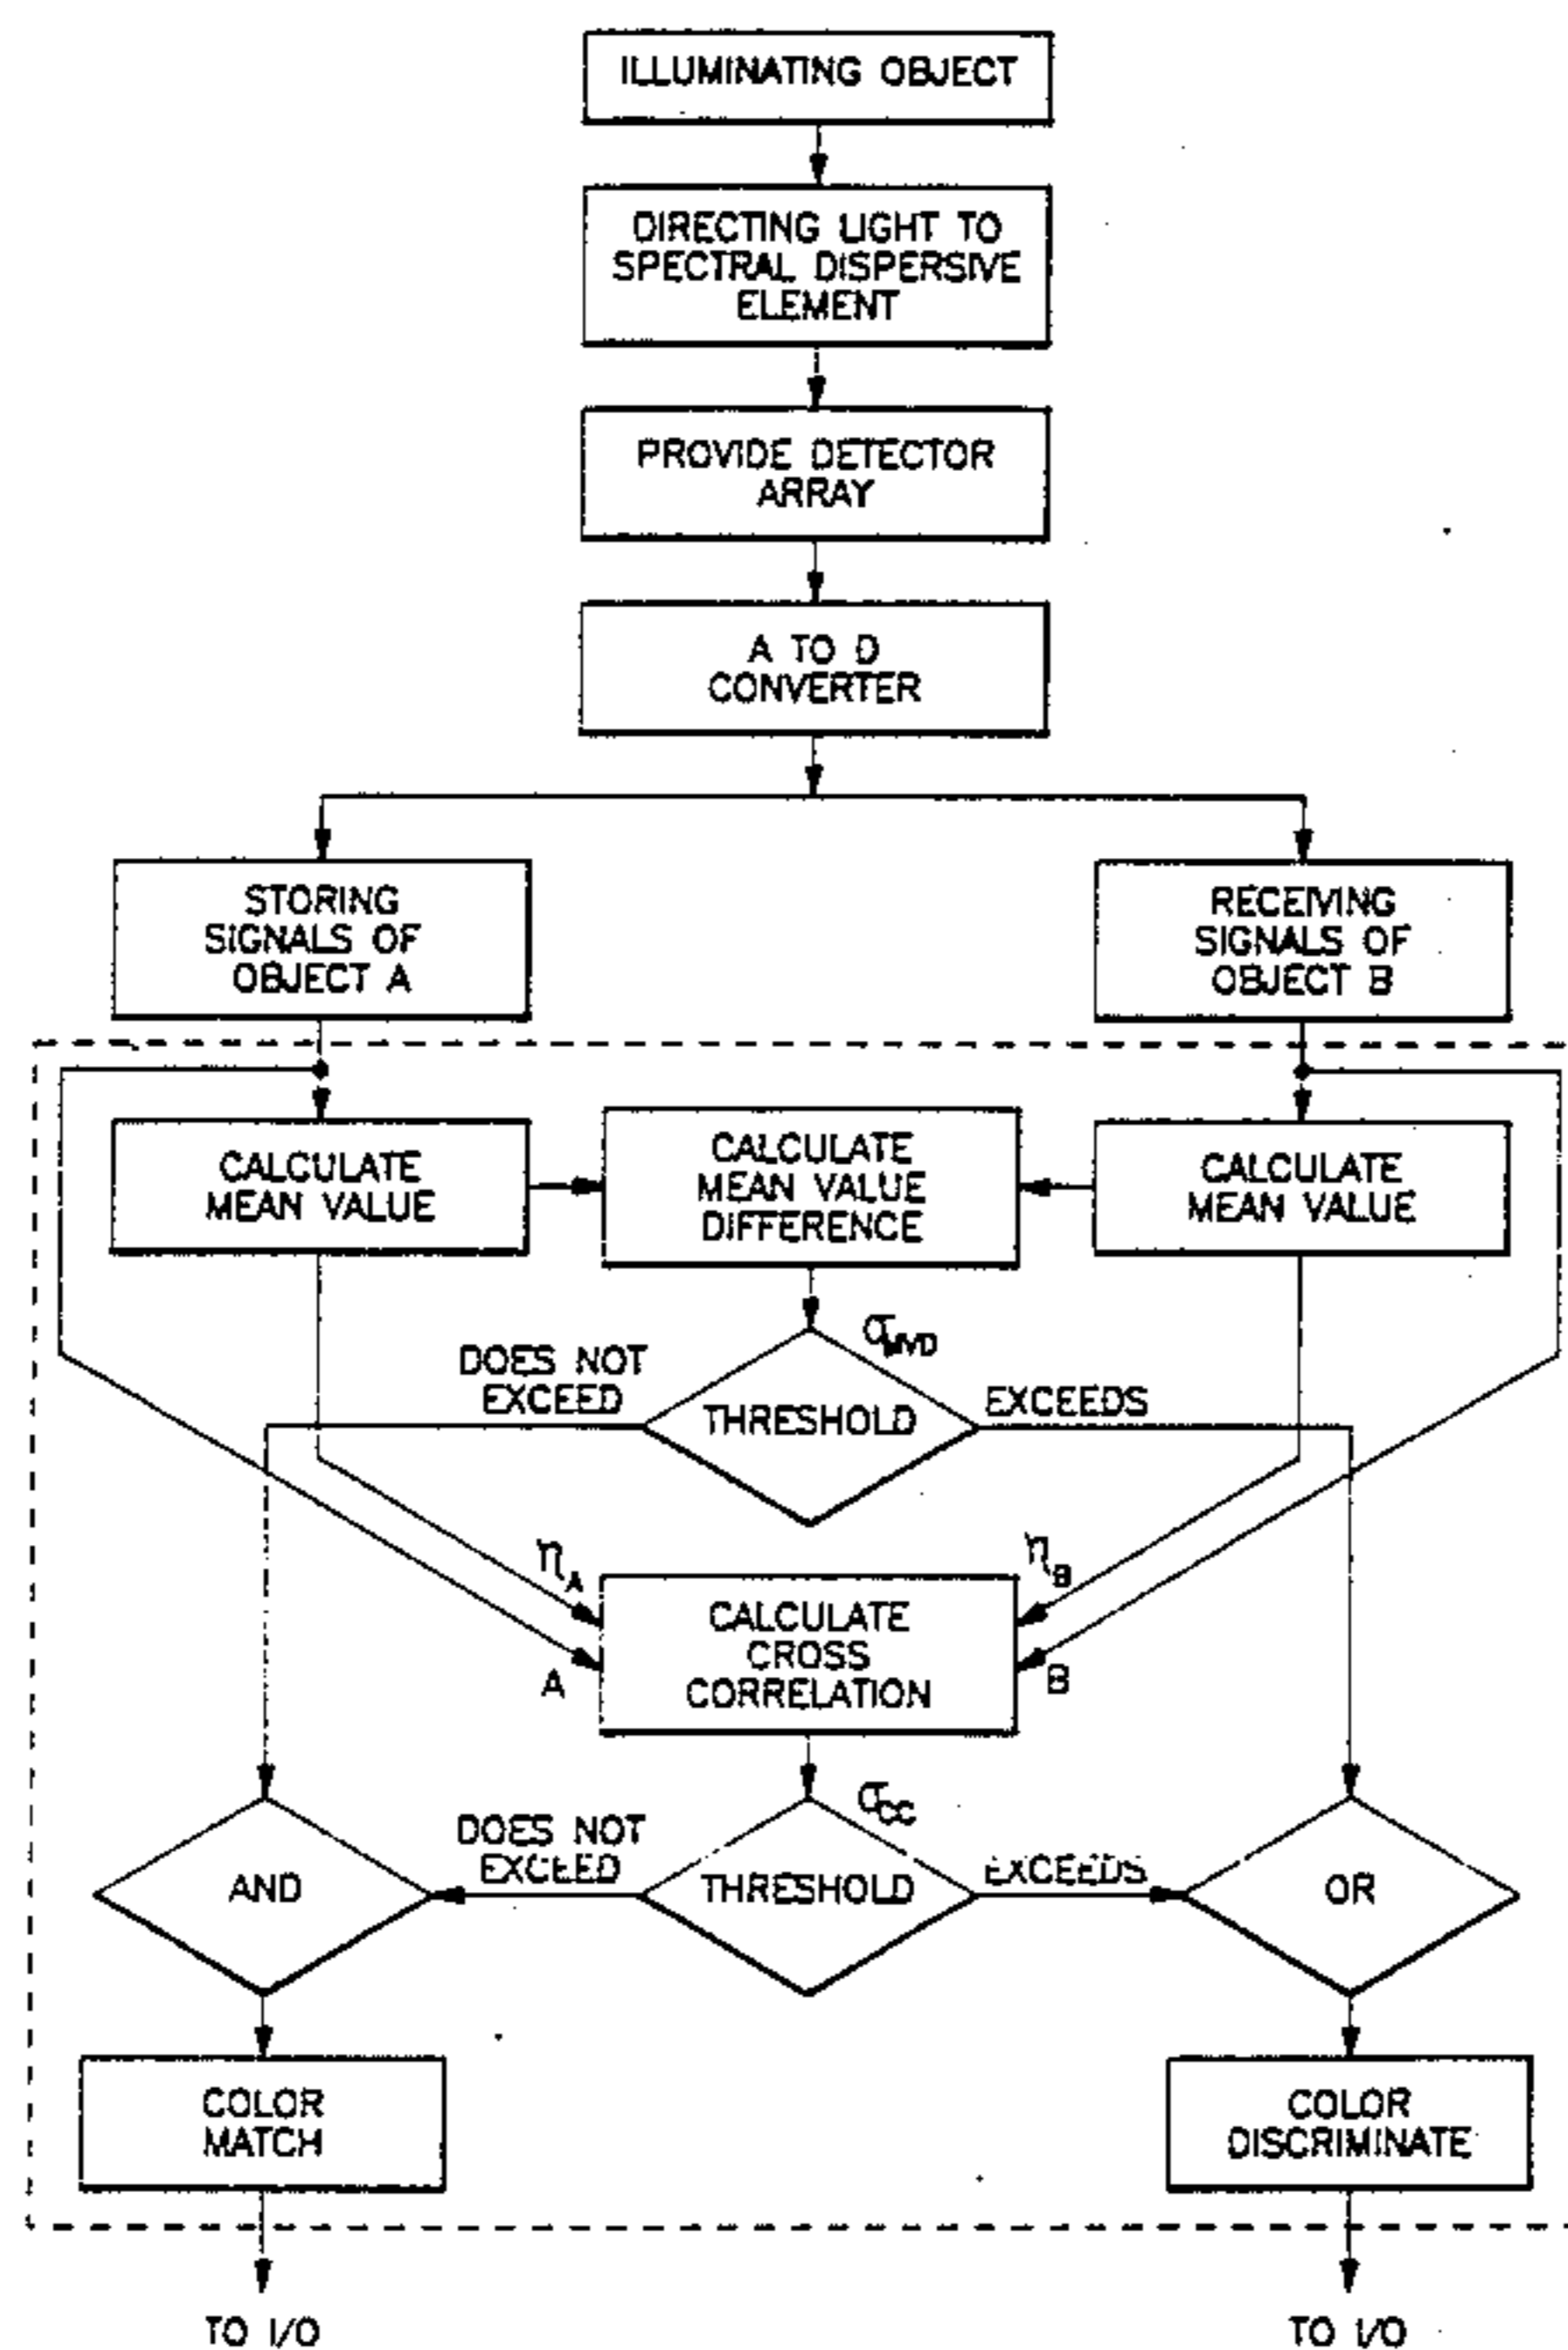 ILLUMINATING OBJECT
DIRECTING LIGHT TO
SPECTRAL DISPERSIVE
ELEMENT
PROVIDE DETECTOR
ARRAY
A TO D
CONVERTER
STORING
SIGNALS OF
OBJECT A
RECEIVING
SIGNALS OF
OBJECT B
CALCULATE
MEAN VALUE
CALCULATE
MEAN VALUE
DIFFERENCE
CALCULATE
MEAN VALUE
σMVD
DOES NOT
EXCEED
THRESHOLD
EXCEEDS
ηA
ηB
CALCULATE
CROSS
CORRELATION
A
B
σCC
DOES NOT
EXCEED
AND
THRESHOLD
EXCEEDS
OR
COLOR
MATCH
COLOR
DISCRIMINATE
TO I/O
TO I/O